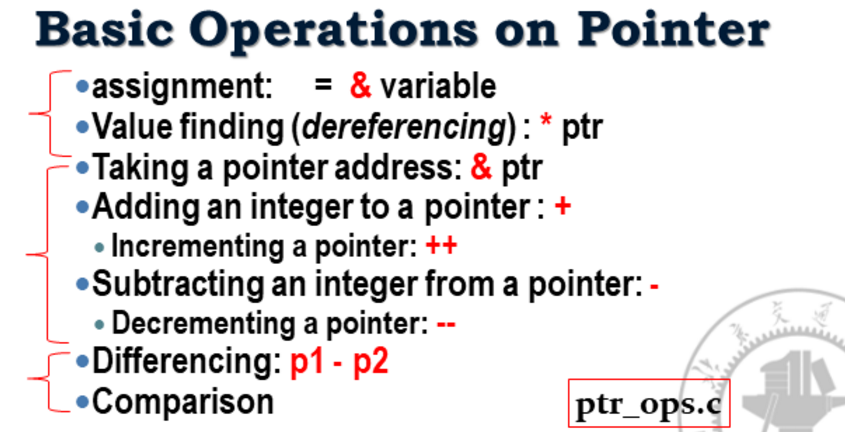 Basic Operations on Pointer
•assignment: = & variable
•Value finding (dereferencing) : * ptr
•Taking a pointer address: & ptr
•Adding an integer to a pointer : +
• Incrementing a pointer: ++
•Subtracting an integer from a pointer: -
• Decrementing a pointer: --
•Differencing: p1 - p2
•Comparison
ptr_ops.c